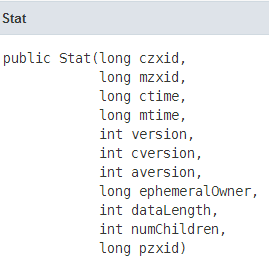 Stat
public Stat(long czxid,
long mzxid,
long ctime,
long mtime,
int version,
int cversion,
int aversion,
long ephemeralOwner,
int dataLength,
int numChildren,
long pzxid)